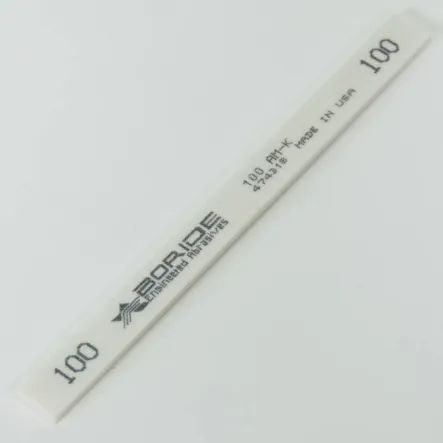 100
BORIDE
Engineered Abrasives
100 AM-K
474318 MADE IN USA
100